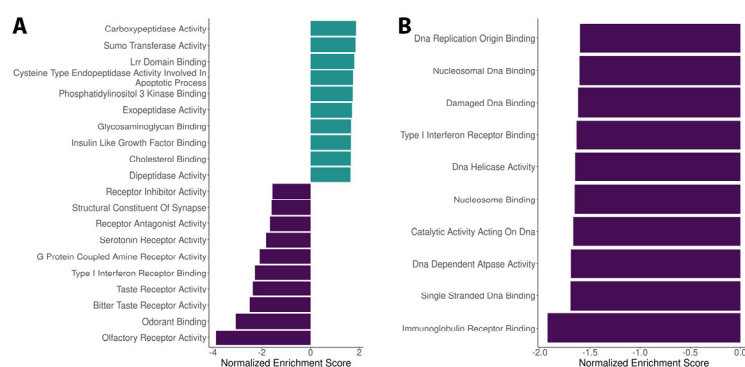 A
Carboxypeptidase Activity
Sumo Transferase Activity
Lrr Domain Binding
Cysteine Type Endopeptidase Activity Involved In
Apoptotic Process
Phosphatidylinositol 3 Kinase Binding
Exopeptidase Activity
Glycosaminoglycan Binding
Insulin Like Growth Factor Binding
Cholesterol Binding
Dipeptidase Activity
Receptor Inhibitor Activity
Structural Constituent Of Synapse
Receptor Antagonist Activity
Serotonin Receptor Activity
G Protein Coupled Amine Receptor Activity
Type I Interferon Receptor Binding
Taste Receptor Activity
Bitter Taste Receptor Activity
Odorant Binding
Olfactory Receptor Activity
-4 -2 0 2
Normalized Enrichment Score
B
Dna Replication Origin Binding
Nucleosomal Dna Binding
Damaged Dna Binding
Type I Interferon Receptor Binding
Dna Helicase Activity
Nucleosome Binding
Catalytic Activity Acting On Dna
Dna Dependent Atpase Activity
Single Stranded Dna Binding
Immunoglobulin Receptor Binding
-2.0 -1.5 -1.0 -0.5 0.0
Normalized Enrichment Score